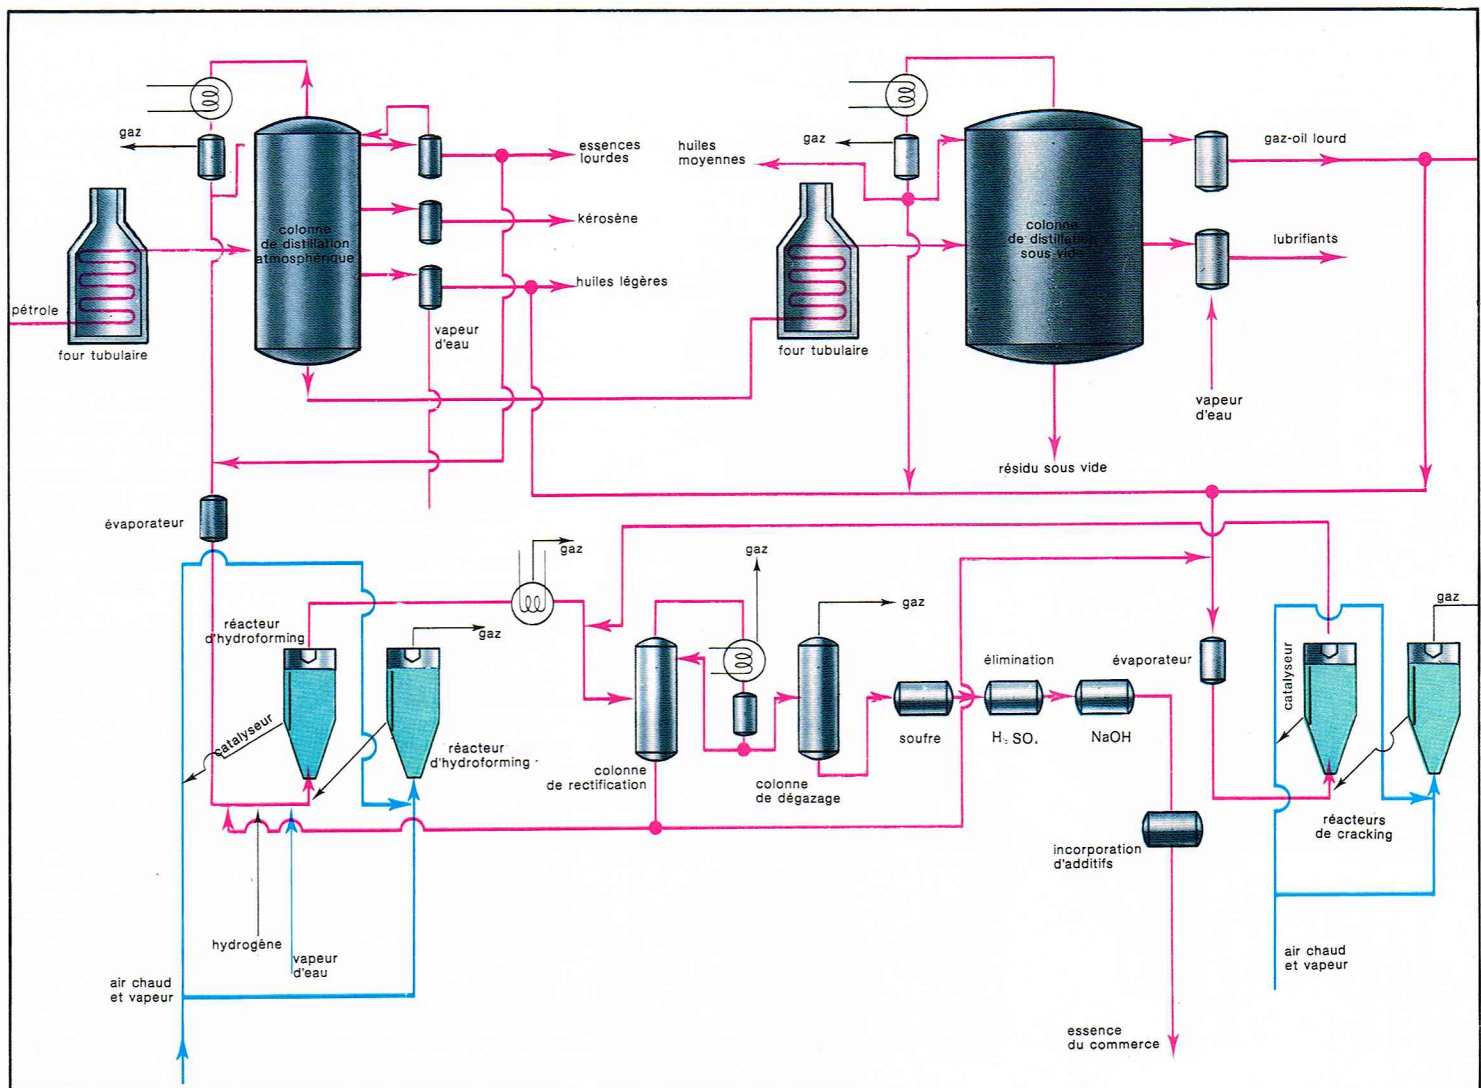 gaz
essences
lourdes
kérosène
huiles légères
colonne
de distillation
atmosphérique
pétrole
four tubulaire
vapeur
d'eau
huiles
moyennes
gaz
gaz-oil lourd
colonne
de distillation
sous vide
lubrifiants
four tubulaire
vapeur
d'eau
résidu sous vide
évaporateur
gaz
gaz
gaz
gaz
gaz
réacteur
d'hydroforming
catalyseur
réacteur
d'hydroforming
colonne
de rectification
colonne
de dégazage
soufre
élimination
H₂ SO₄
NaOH
évaporateur
catalyseur
réacteurs
de cracking
incorporation
d'additifs
hydrogène
vapeur
d'eau
air chaud
et vapeur
air chaud
et vapeur
essence
du commerce